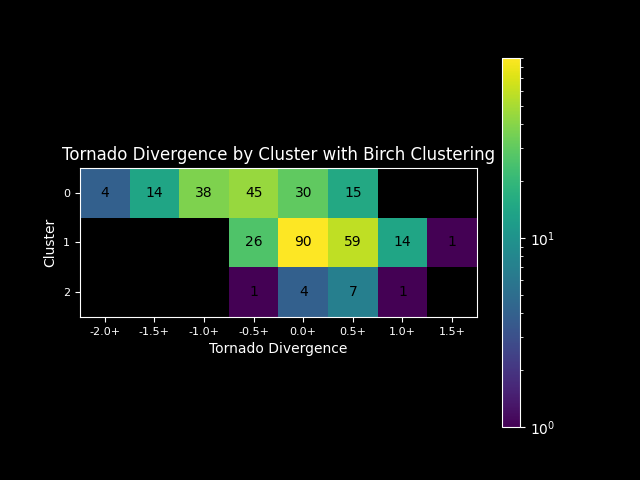 Tornado Divergence by Cluster with Birch Clustering
Cluster
0 4 14 38 45 30 15
1 26 90 59 14 1
2 1 4 7 1
-2.0+ -1.5+ -1.0+ -0.5+ 0.0+ 0.5+ 1.0+ 1.5+
Tornado Divergence
10¹
10⁰